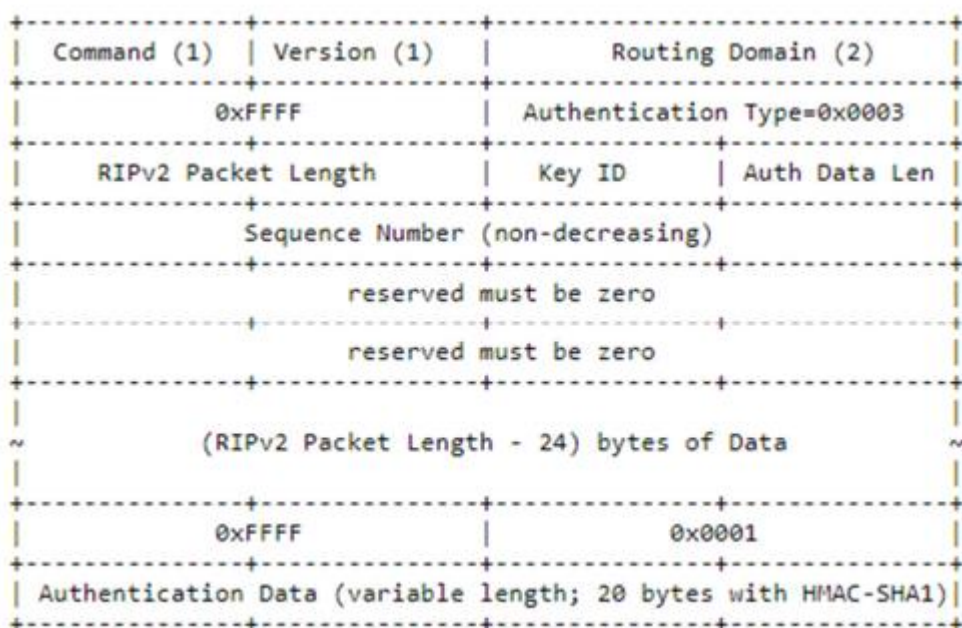 Command (1) | Version (1) | Routing Domain (2)
0xFFFF | Authentication Type=0x0003
RIPv2 Packet Length | Key ID | Auth Data Len
Sequence Number (non-decreasing)
reserved must be zero
reserved must be zero
(RIPv2 Packet Length - 24) bytes of Data
0xFFFF | 0x0001
Authentication Data (variable length; 20 bytes with HMAC-SHA1)